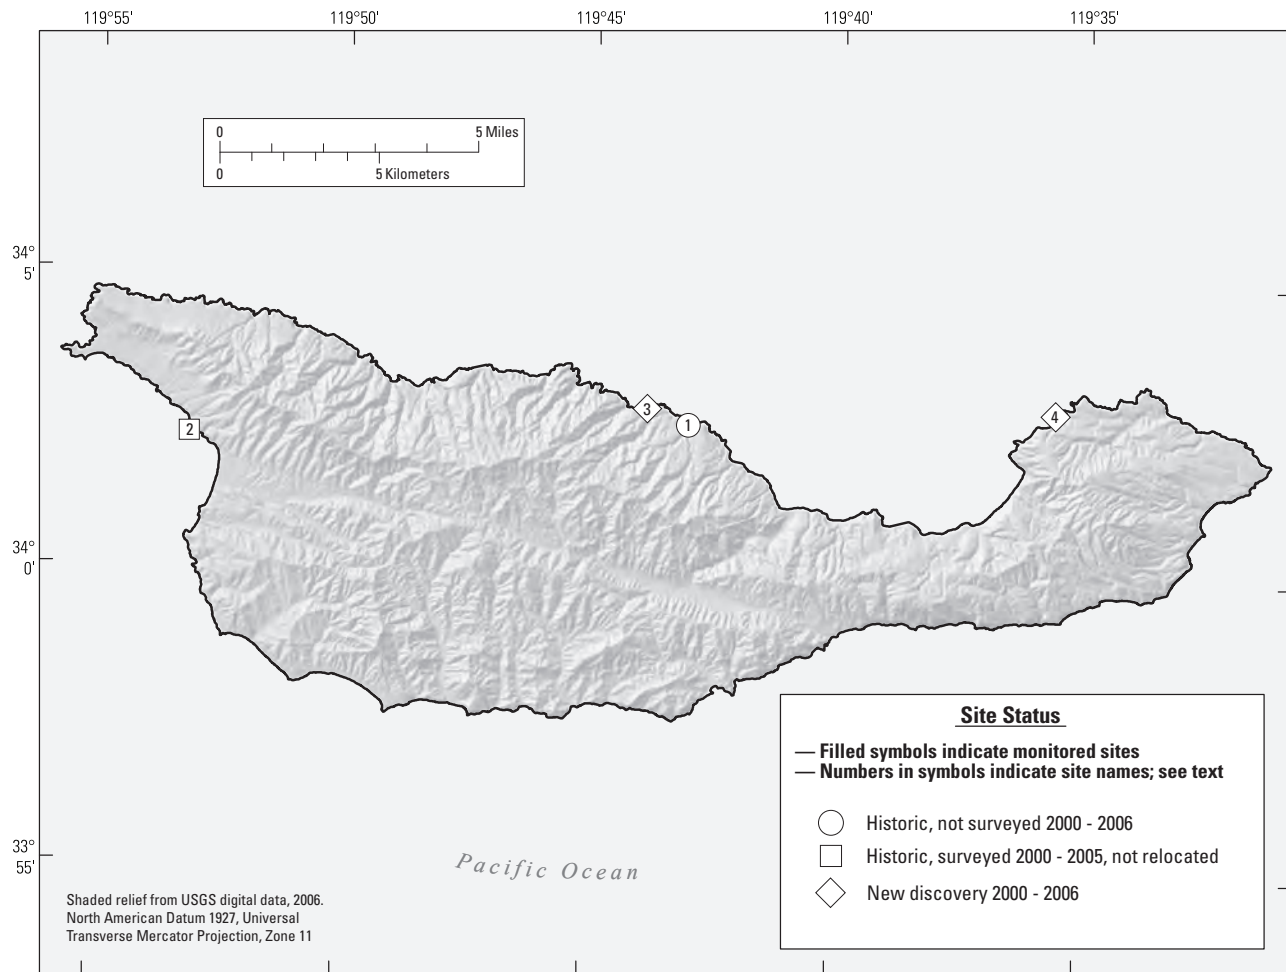 119°55'
119°50'
119°45'
119°40'
119°35'
0
5 Miles
0
5 Kilometers
34°
5'
3
1
4
2
34°
0'
Site Status
— Filled symbols indicate monitored sites
— Numbers in symbols indicate site names; see text
Historic, not surveyed 2000 - 2006
Historic, surveyed 2000 - 2005, not relocated
New discovery 2000 - 2006
33°
55'
Pacific Ocean
Shaded relief from USGS digital data, 2006.
North American Datum 1927, Universal
Transverse Mercator Projection, Zone 11